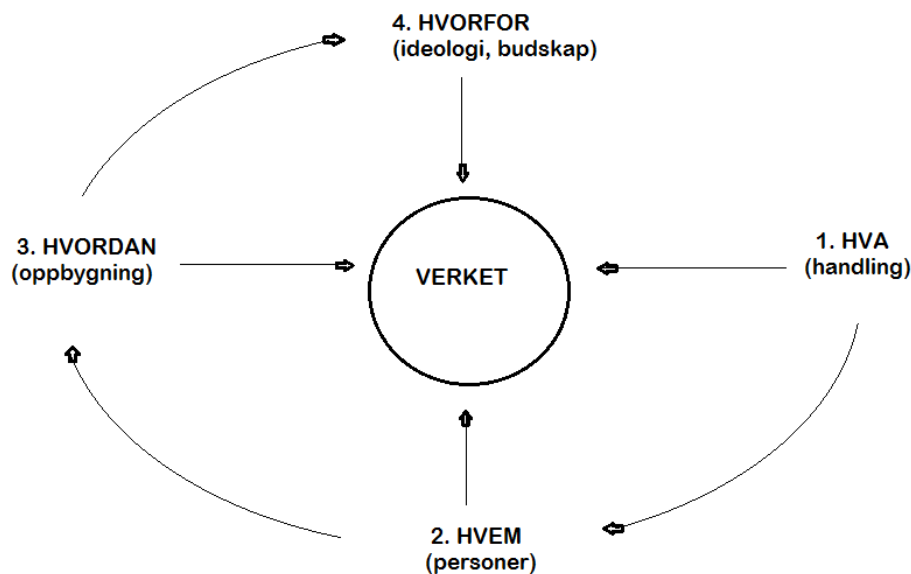 4. HVORFOR
(ideologi, budskap)
3. HVORDAN
(oppbygning)
VERKET
1. HVA
(handling)
2. HVEM
(personer)